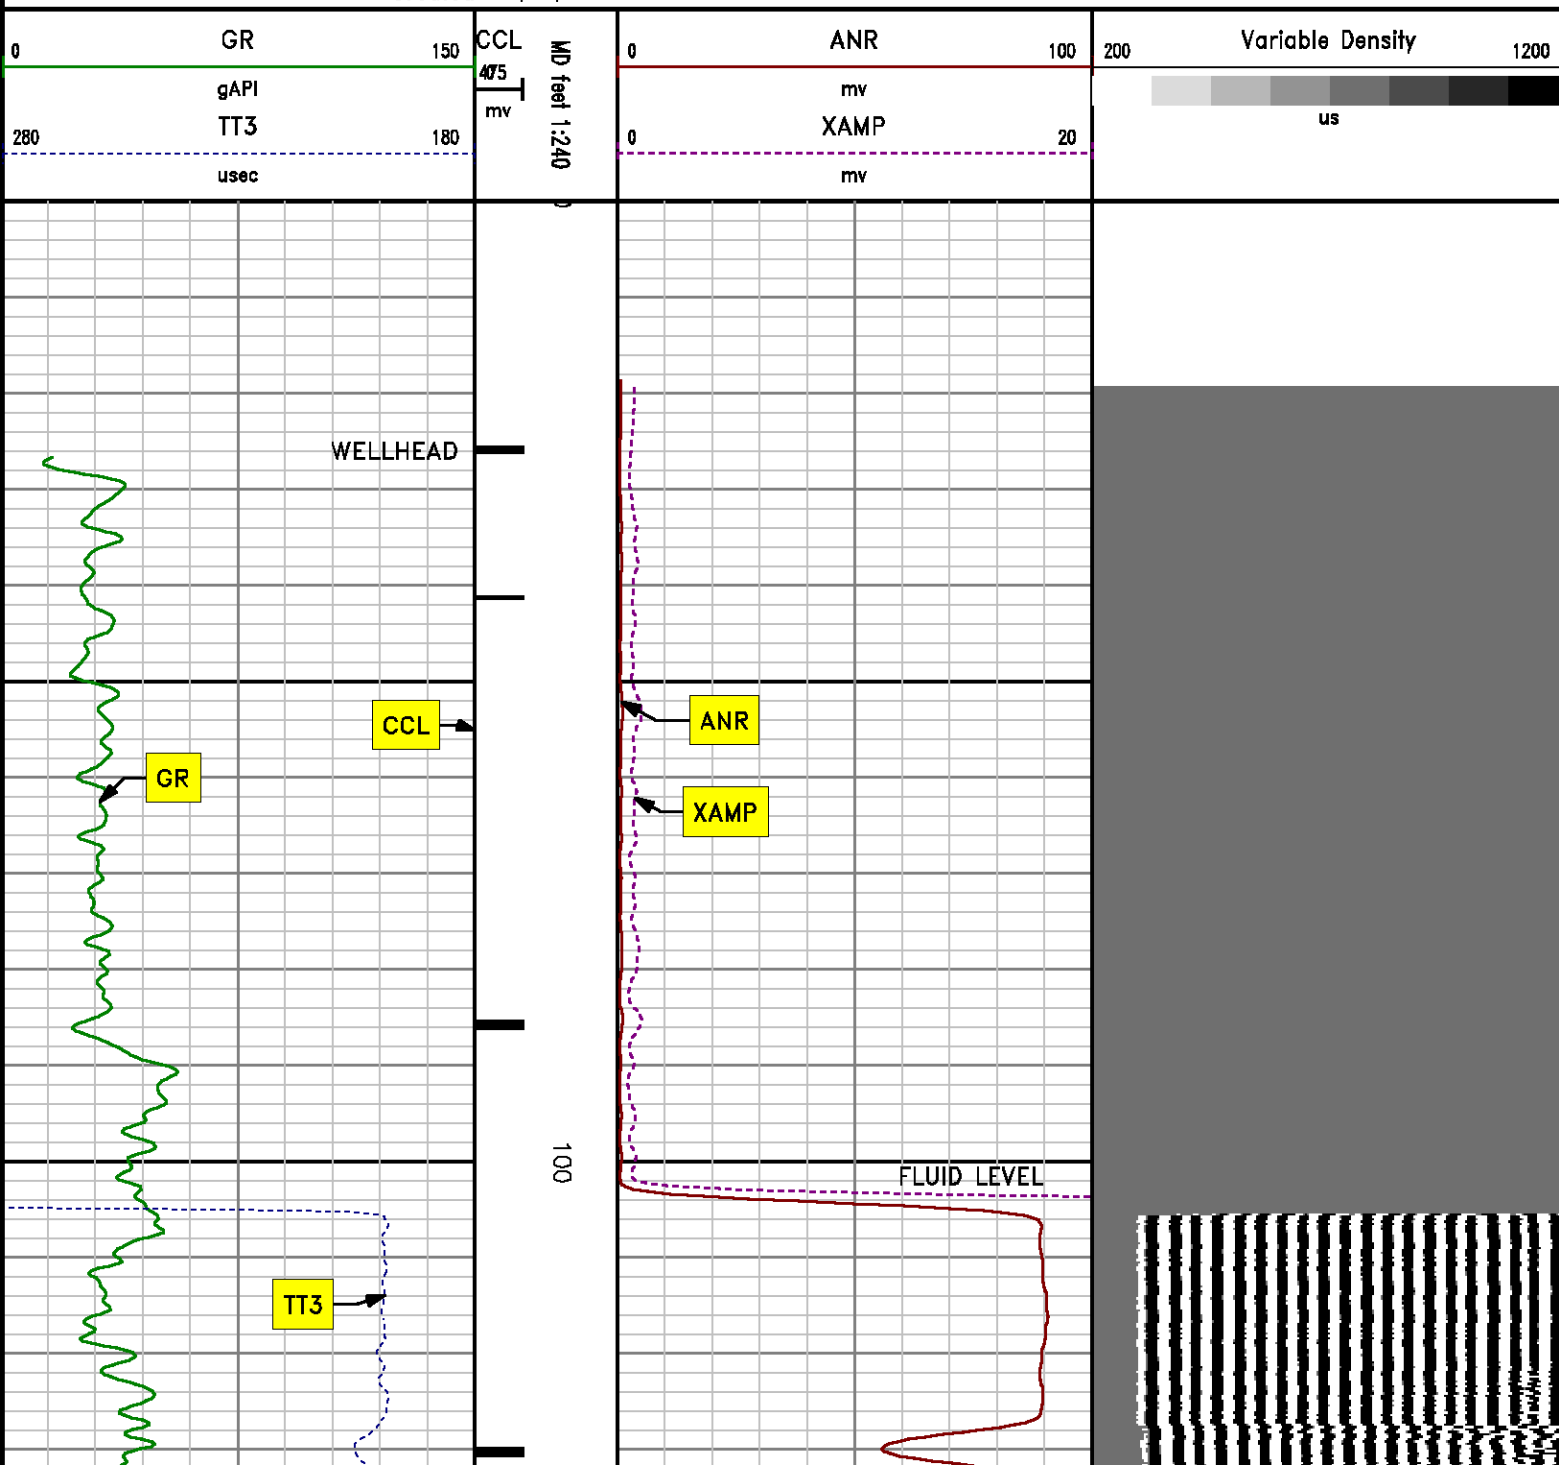 GR
0 150
gAPI
TT3
280 180
usec
CCL
mv
MD feet 1:240
ANR
0 100
mv
XAMP
0 20
mv
Variable Density
200 1200
us
WELLHEAD
CCL
ANR
GR
XAMP
100
FLUID LEVEL
TT3